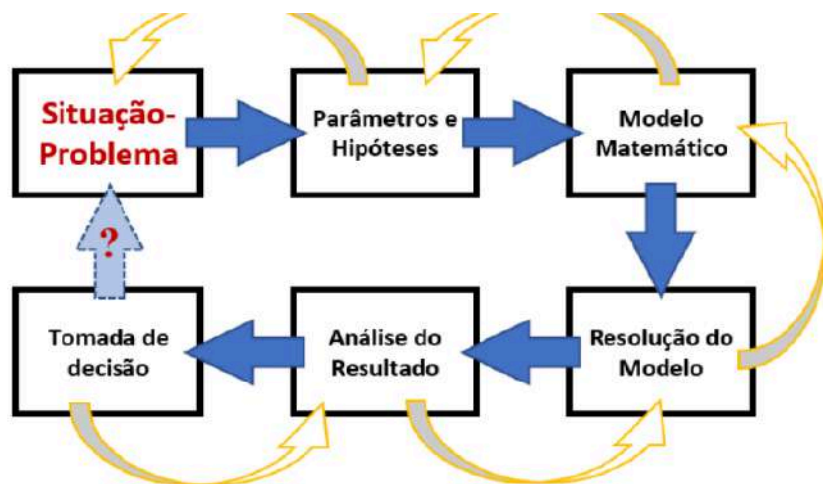 Situação-
Problema
Parâmetros e
Hipóteses
Modelo
Matemático
?
Tomada de
decisão
Análise do
Resultado
Resolução do
Modelo